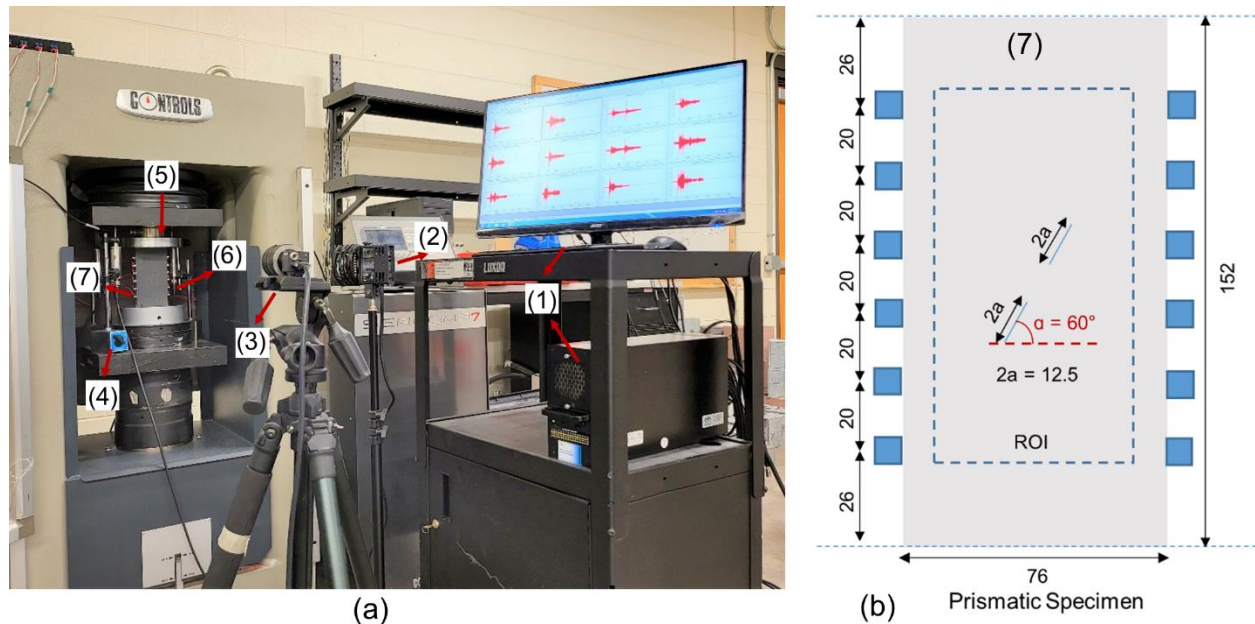 CONTROLS
(5)
(6)
(7)
(4)
(3)
(2)
(1)
LUXOR
(a)
(7)
26
20
20
20
20
20
26
152
2a
2a
α = 60°
2a = 12.5
ROI
76
Prismatic Specimen
(b)